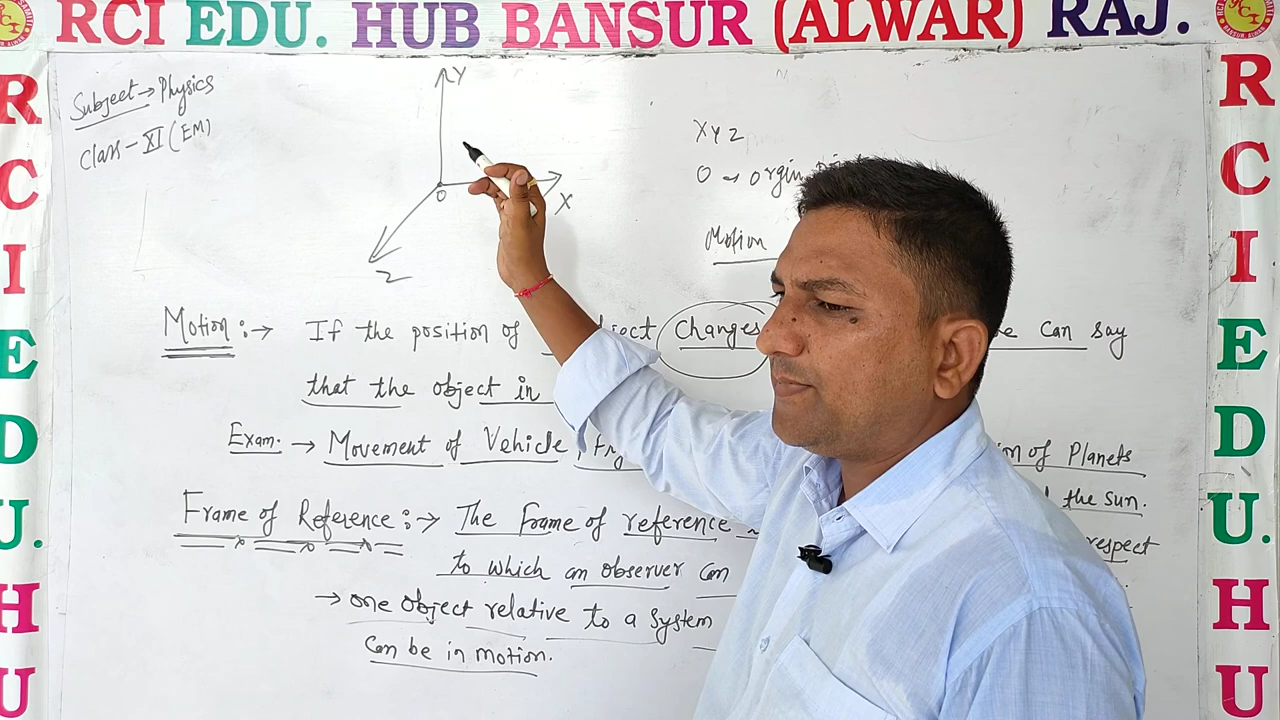 RCI EDU. HUB BANSUR (ALWAR) RAJ.
Subject → Physics
Class - XI (EM)
Y
O
X
Z
X Y Z
O → orgin
Motion
Motion :→ If the position of object Changes can say
that the object in
Exam. → Movement of Vehicle, of Planets
the sun.
Frame of Reference :→ The frame of reference respect
to which an observer can
→ one object relative to a system
Can be in motion.
R
C
I
E
D
U.
H
U
R
C
I
E
D
U.
H
U